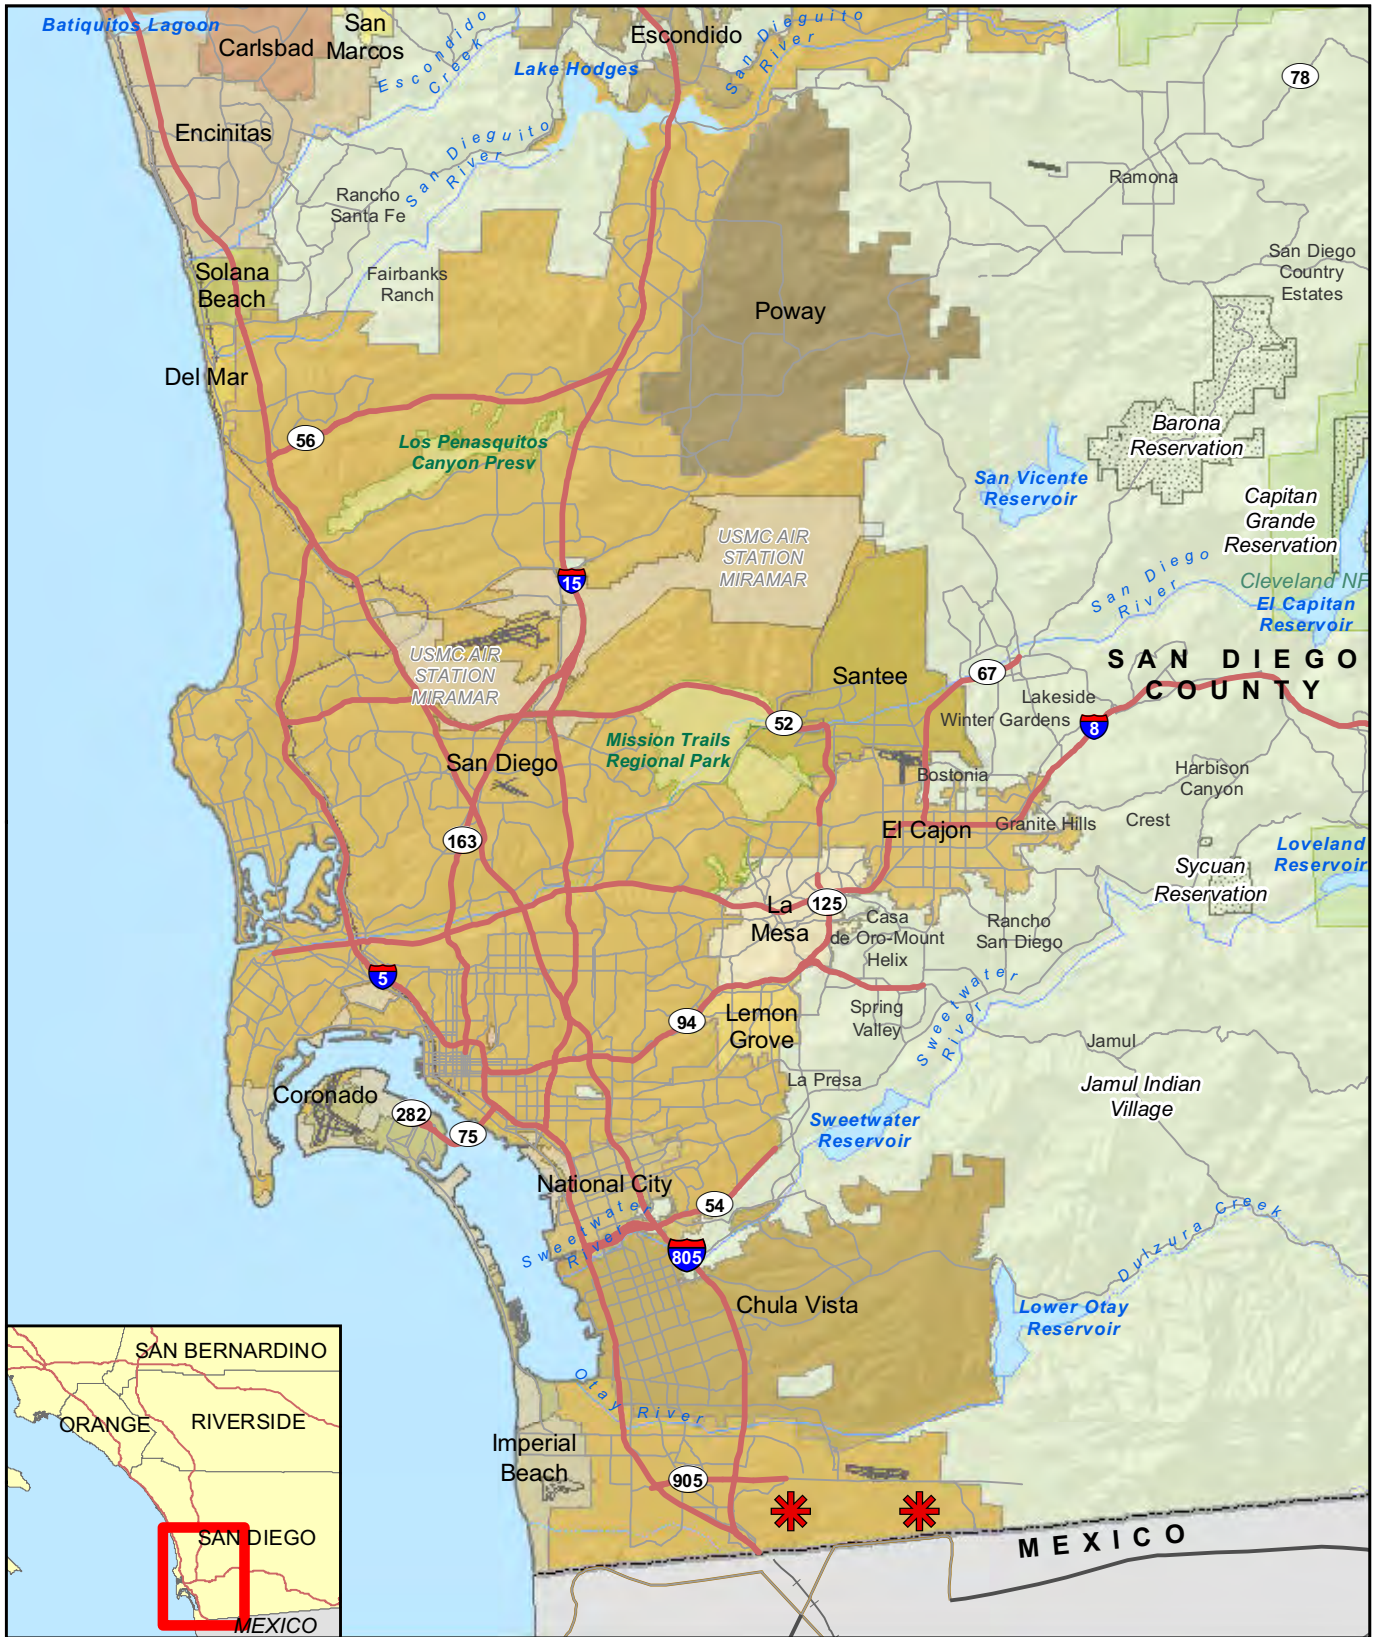 Batiquitos Lagoon
Carlsbad
San
Marcos
Escondido
Creek
Escondido
San Dieguito
River
Lake Hodges
78
Encinitas
San Dieguito
River
Rancho
Santa Fe
Ramona
Solana
Beach
Fairbanks
Ranch
San Diego
Country
Estates
Poway
Del Mar
56
Los Penasquitos
Canyon Presv
Barona
Reservation
San Vicente
Reservoir
Capitan
Grande
Reservation
USMC AIR
STATION
MIRAMAR
15
San Diego
River
Cleveland NF
El Capitan
Reservoir
USMC AIR
STATION
MIRAMAR
SAN DIEGO
COUNTY
Santee
67
Lakeside
Winter Gardens
8
52
Mission Trails
Regional Park
San Diego
Bostonia
Harbison
Canyon
163
El Cajon
Granite Hills
Crest
Loveland
Reservoir
Sycuan
Reservation
125
La
Mesa
Casa
de Oro-Mount
Helix
Rancho
San Diego
5
Sweetwater
River
94
Lemon
Grove
Spring
Valley
Jamul
La Presa
Jamul Indian
Village
Coronado
282
75
Sweetwater
Reservoir
National City
54
Sweetwater
River
805
Dulzura Creek
Chula Vista
Lower Otay
Reservoir
Otay River
Imperial
Beach
905
MEXICO
SAN BERNARDINO
ORANGE
RIVERSIDE
SAN DIEGO
MEXICO